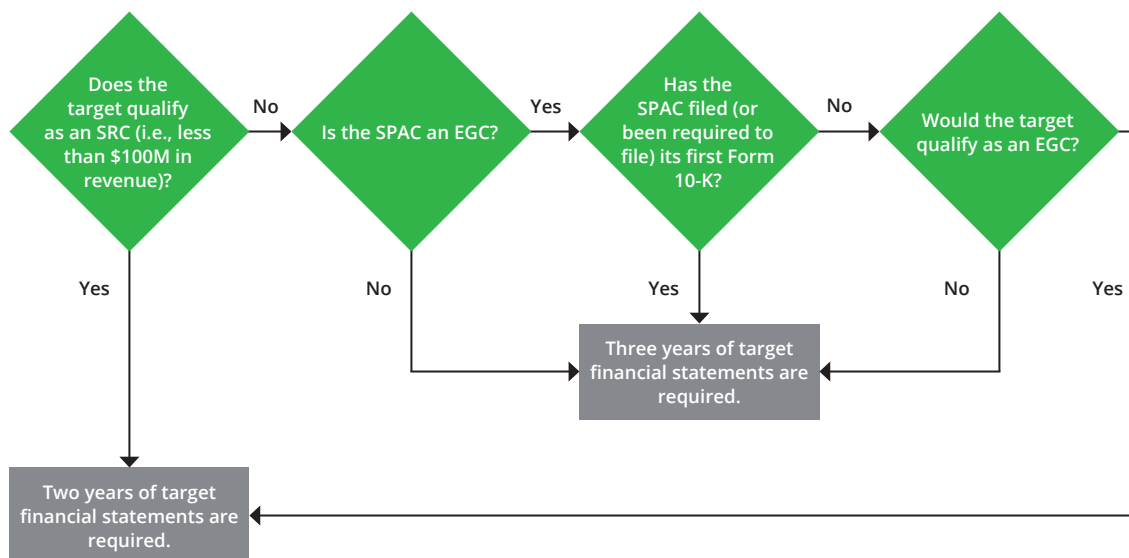 Does the
target qualify
as an SRC (i.e., less
than $100M in
revenue)?
No
Is the SPAC an EGC?
Yes
Has the
SPAC filed (or
been required to
file) its first Form
10-K?
No
Would the target
qualify as an EGC?
Yes
No
Yes
No
Yes
Three years of target
financial statements are
required.
Two years of target
financial statements are
required.